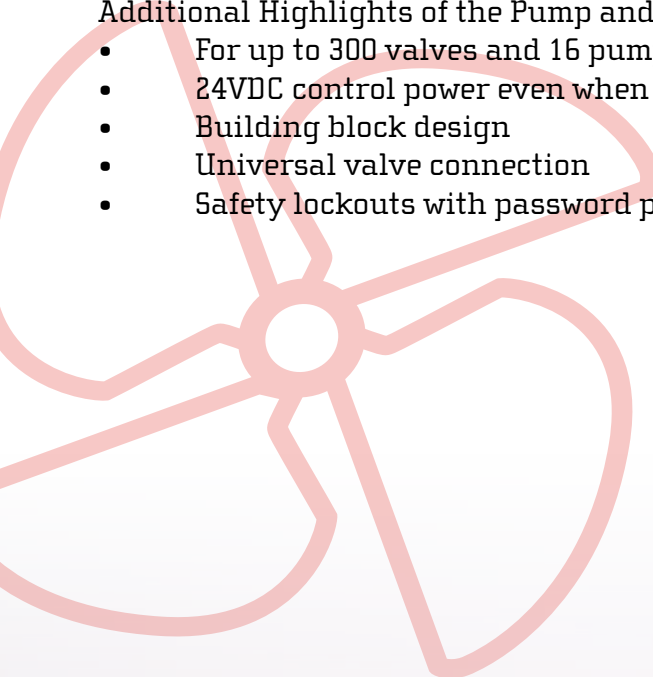 Additional Highlights of the Pump and
• For up to 300 valves and 16 pum
• 24VDC control power even when
• Building block design
• Universal valve connection
• Safety lockouts with password p